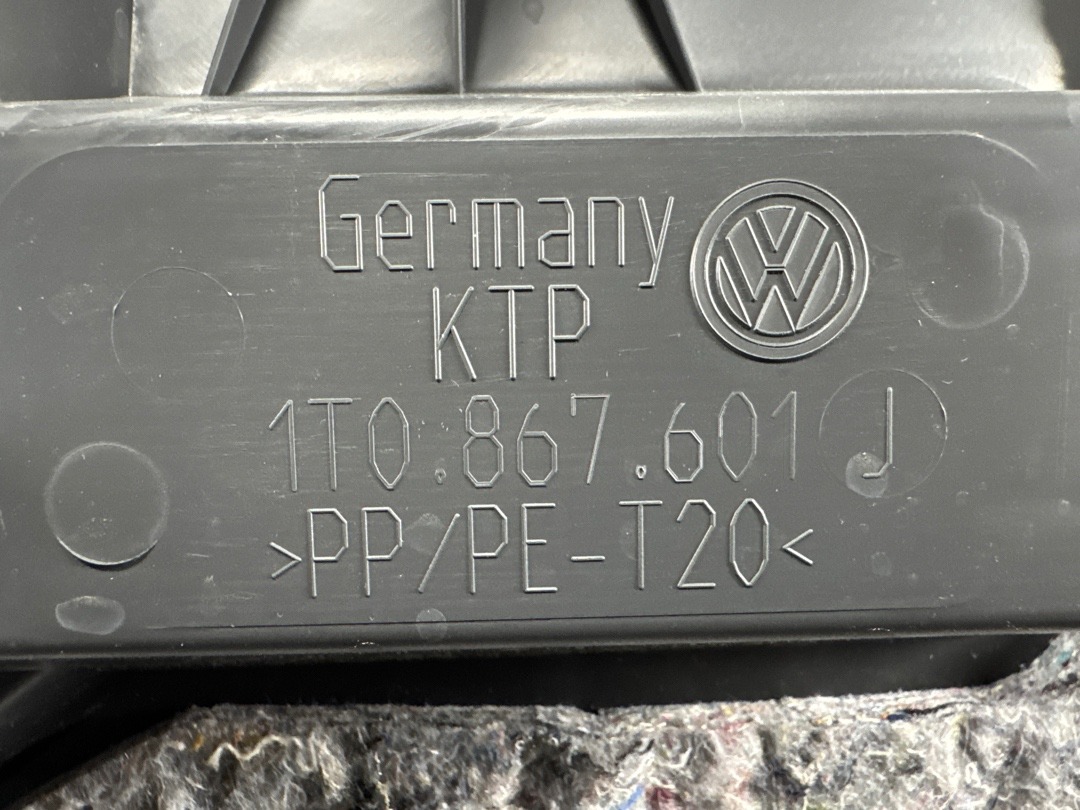 Germany
KTP
1T0.867.601 J
>PP/PE-T20<